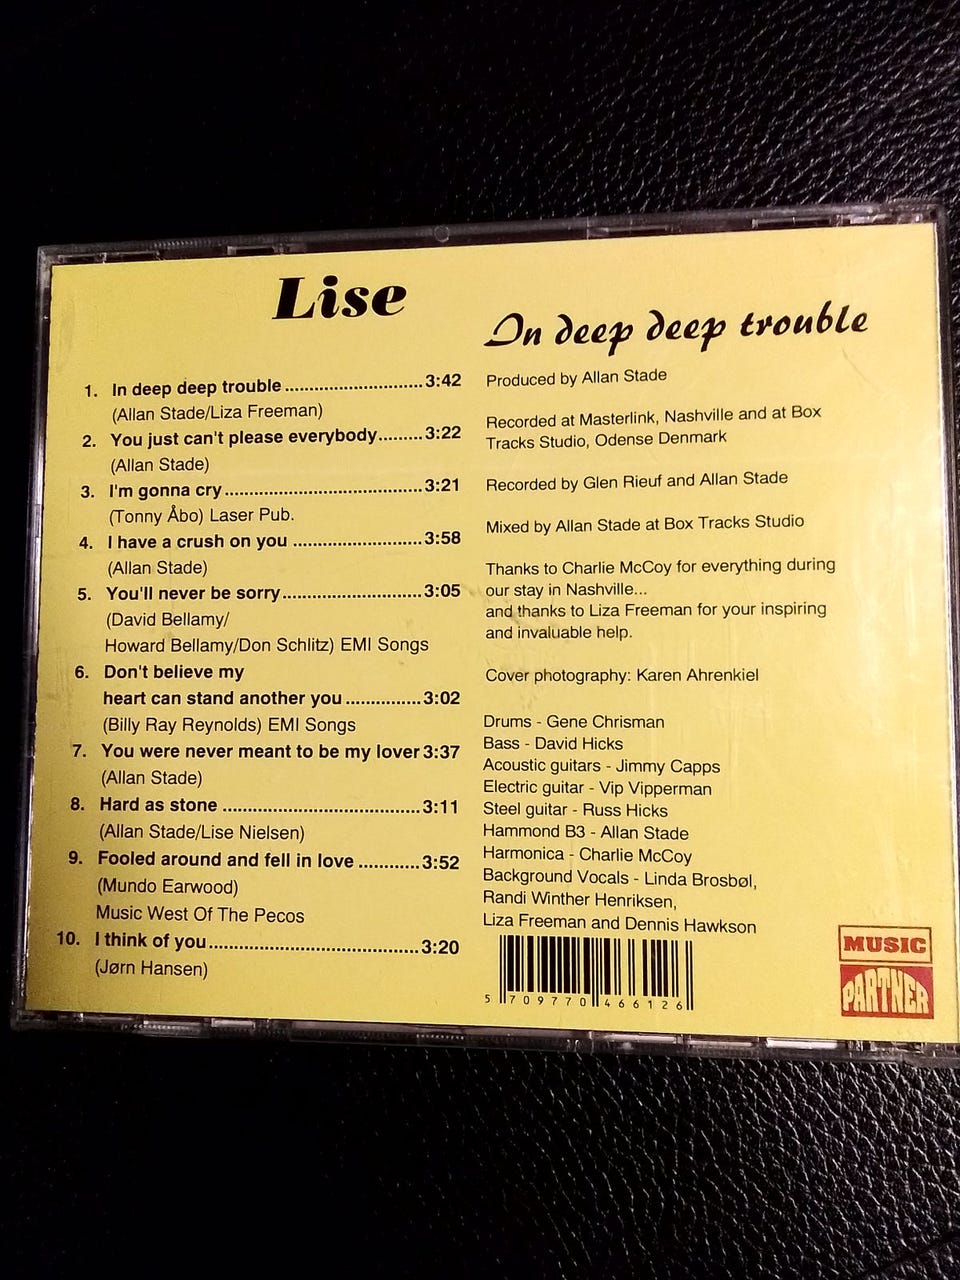 Lise
1. In deep deep trouble ............................ 3:42
(Allan Stade/Liza Freeman)
2. You just can't please everybody ......... 3:22
(Allan Stade)
3. I'm gonna cry ........................................ 3:21
(Tonny Åbo) Laser Pub.
4. I have a crush on you .......................... 3:58
(Allan Stade)
5. You'll never be sorry ............................ 3:05
(David Bellamy/
Howard Bellamy/Don Schlitz) EMI Songs
6. Don't believe my
heart can stand another you ............... 3:02
(Billy Ray Reynolds) EMI Songs
7. You were never meant to be my lover 3:37
(Allan Stade)
8. Hard as stone ....................................... 3:11
(Allan Stade/Lise Nielsen)
9. Fooled around and fell in love ............ 3:52
(Mundo Earwood)
Music West Of The Pecos
10. I think of you .......................................... 3:20
(Jørn Hansen)
In deep deep trouble
Produced by Allan Stade
Recorded at Masterlink, Nashville and at Box
Tracks Studio, Odense Denmark
Recorded by Glen Rieuf and Allan Stade
Mixed by Allan Stade at Box Tracks Studio
Thanks to Charlie McCoy for everything during
our stay in Nashville...
and thanks to Liza Freeman for your inspiring
and invaluable help.
Cover photography: Karen Ahrenkiel
Drums - Gene Chrisman
Bass - David Hicks
Acoustic guitars - Jimmy Capps
Electric guitar - Vip Vipperman
Steel guitar - Russ Hicks
Hammond B3 - Allan Stade
Harmonica - Charlie McCoy
Background Vocals - Linda Brosbøl,
Randi Winther Henriksen,
Liza Freeman and Dennis Hawkson
5 709770 466126
MUSIC
PARTNER